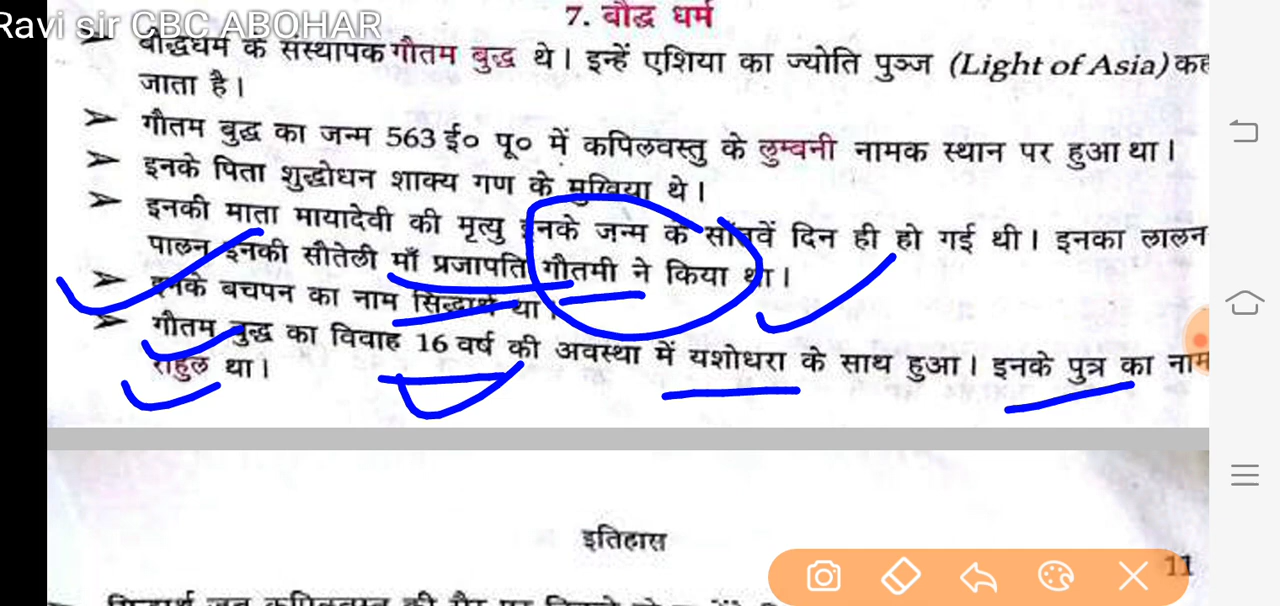 Ravi sir CBC ABOHAR
7. बौद्ध धर्म
➢ बौद्धधर्म के संस्थापक गौतम बुद्ध थे। इन्हें एशिया का ज्योति पुञ्ज (Light of Asia) कह
जाता है।
➢ गौतम बुद्ध का जन्म 563 ई० पू० में कपिलवस्तु के लुम्बनी नामक स्थान पर हुआ था।
➢ इनके पिता शुद्धोधन शाक्य गण के मुखिया थे।
➢ इनकी माता मायादेवी की मृत्यु इनके जन्म के सातवें दिन ही हो गई थी। इनका लालन
पालन इनकी सौतेली माँ प्रजापति गौतमी ने किया था।
➢ इनके बचपन का नाम सिद्धार्थ था।
➢ गौतम बुद्ध का विवाह 16 वर्ष की अवस्था में यशोधरा के साथ हुआ। इनके पुत्र का नाम
राहुल था।
इतिहास
11